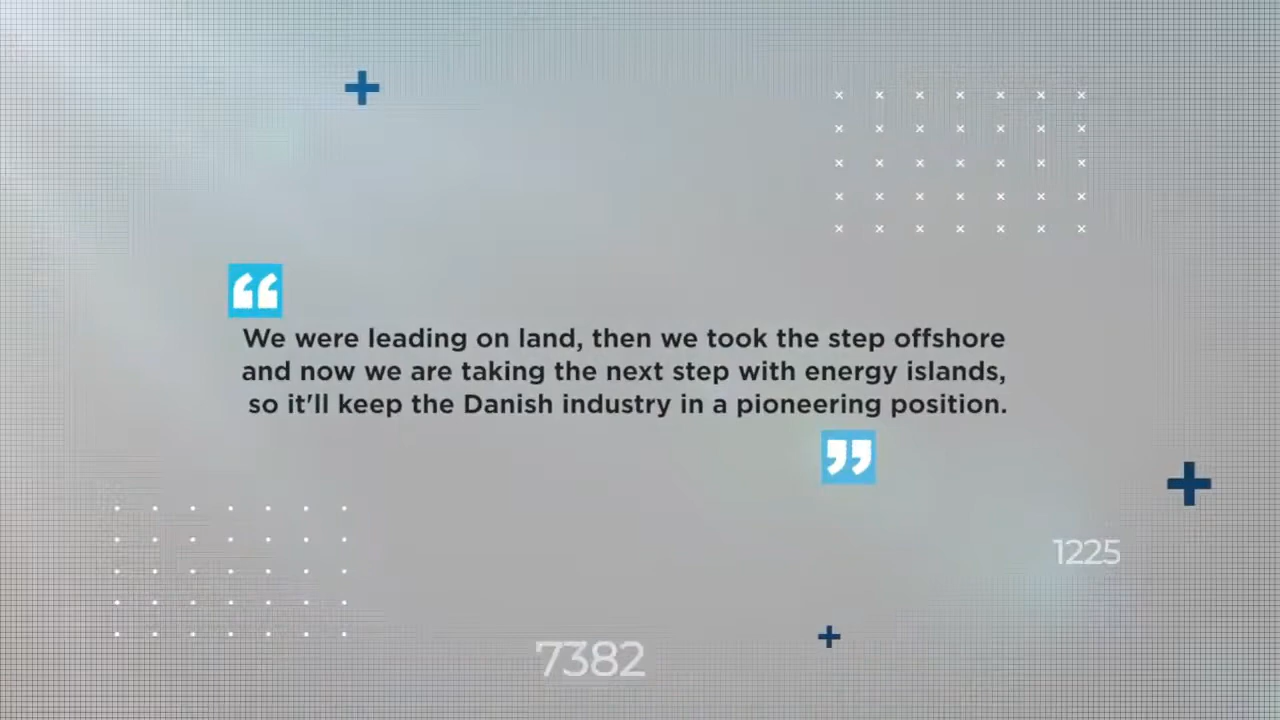 “
We were leading on land, then we took the step offshore
and now we are taking the next step with energy islands,
so it'll keep the Danish industry in a pioneering position.
”
1225
7382